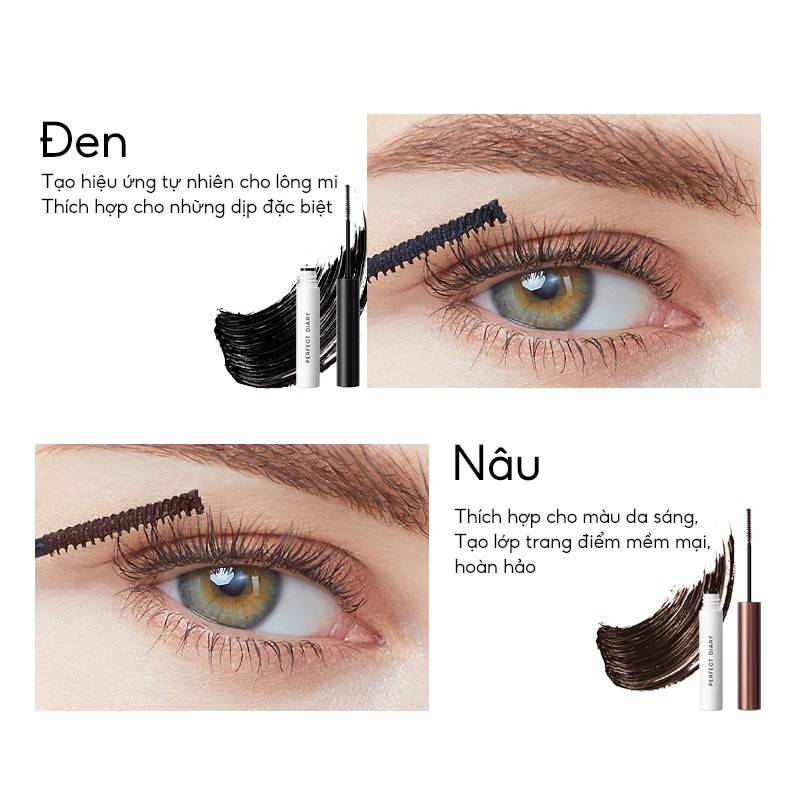 Đen
Tạo hiệu ứng tự nhiên cho lông mi
Thích hợp cho những dịp đặc biệt
PERFECT DIARY
Nâu
Thích hợp cho màu da sáng,
Tạo lớp trang điểm mềm mại,
hoàn hảo
PERFECT DIARY